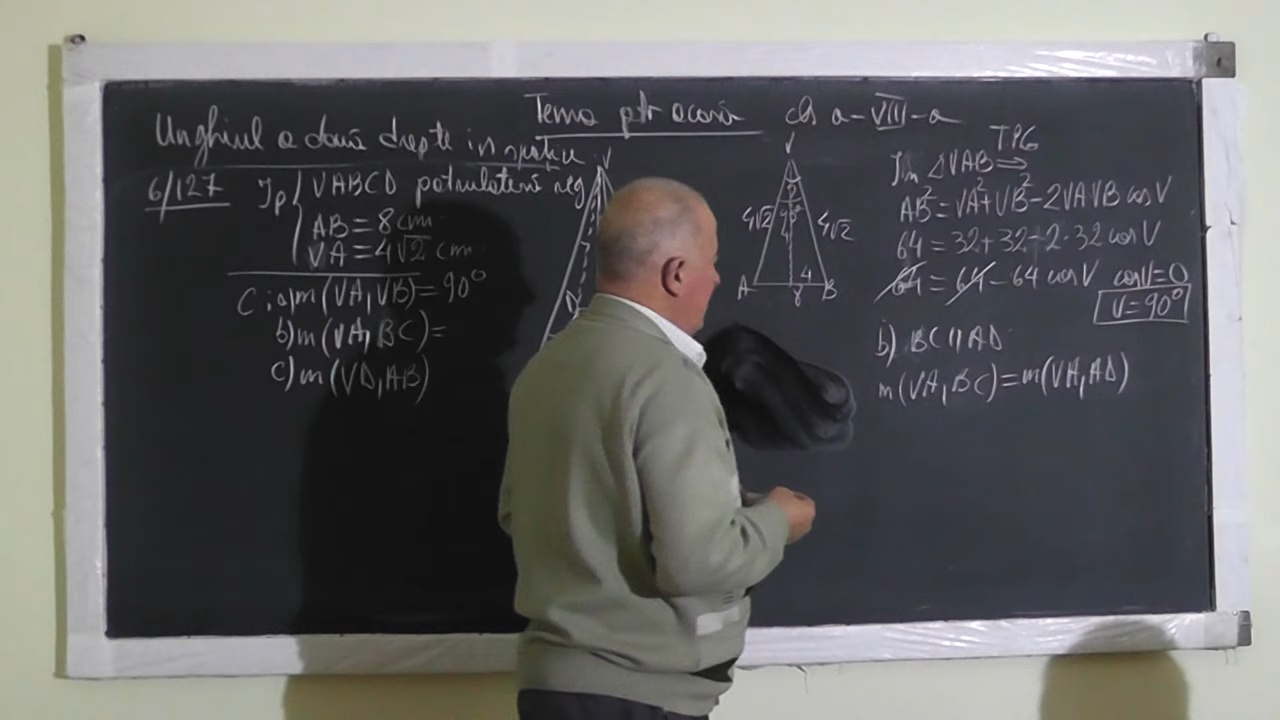 Tema ptr acasă cls a-VIII-a
Unghiul a două drepte în spațiu
6/127 Ip VABCD patrulateră reg
AB = 8 cm
VA = 4√2 cm
C: a) m(VA, VB) = 90°
b) m(VA, BC) =
c) m(VD, AB)
V
D
V
4√2 4√2
4
A 8 B
În △VAB ⇒ TPG
AB² = VA² + VB² - 2VA·VB cos V
64 = 32 + 32 - 2·32 cos V
64 = 64 - 64 cos V cos V = 0
V = 90°
b) BC || AD
m(VA, BC) = m(VA, AD)